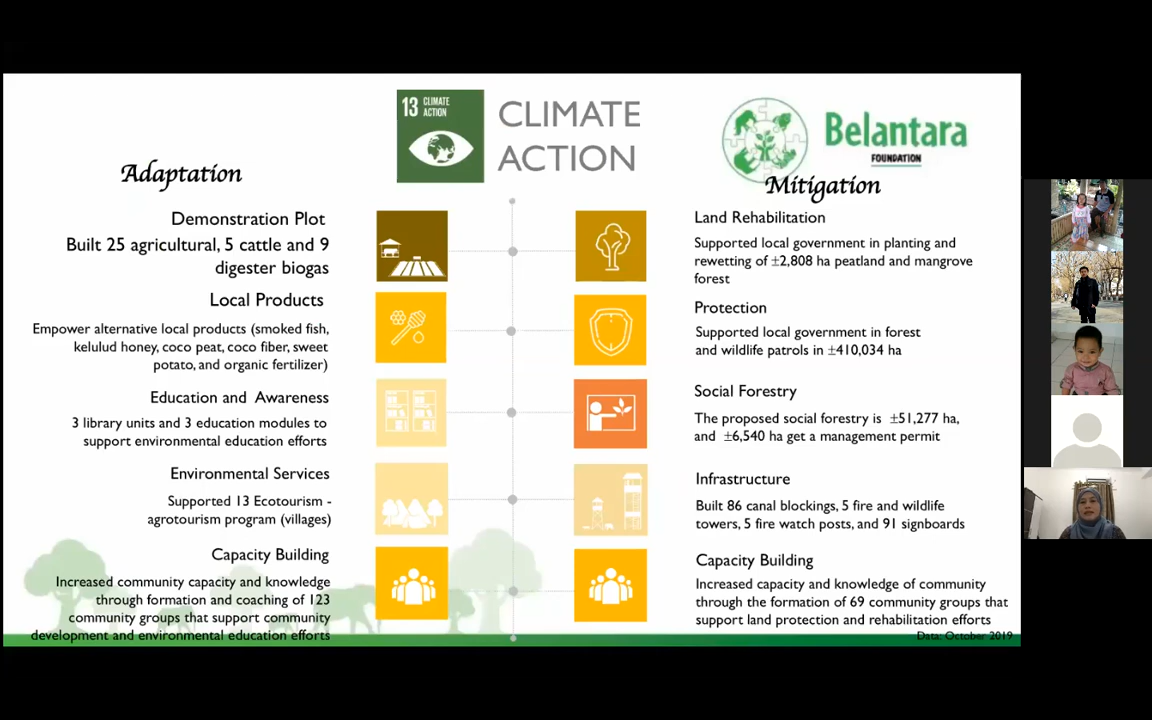 13 CLIMATE
ACTION
CLIMATE
ACTION
Belantara
FOUNDATION
Adaptation
Demonstration Plot
Built 25 agricultural, 5 cattle and 9
digester biogas
Local Products
Empower alternative local products (smoked fish,
kelulud honey, coco peat, coco fiber, sweet
potato, and organic fertilizer)
Education and Awareness
3 library units and 3 education modules to
support environmental education efforts
Environmental Services
Supported 13 Ecotourism -
agrotourism program (villages)
Capacity Building
Increased community capacity and knowledge
through formation and coaching of 123
community groups that support community
development and environmental education efforts
Mitigation
Land Rehabilitation
Supported local government in planting and
rewetting of ±2,808 ha peatland and mangrove
forest
Protection
Supported local government in forest
and wildlife patrols in ±410,034 ha
Social Forestry
The proposed social forestry is ±51,277 ha,
and ±6,540 ha get a management permit
Infrastructure
Built 86 canal blockings, 5 fire and wildlife
towers, 5 fire watch posts, and 91 signboards
Capacity Building
Increased capacity and knowledge of community
through the formation of 69 community groups that
support land protection and rehabilitation efforts
Data: October 2019